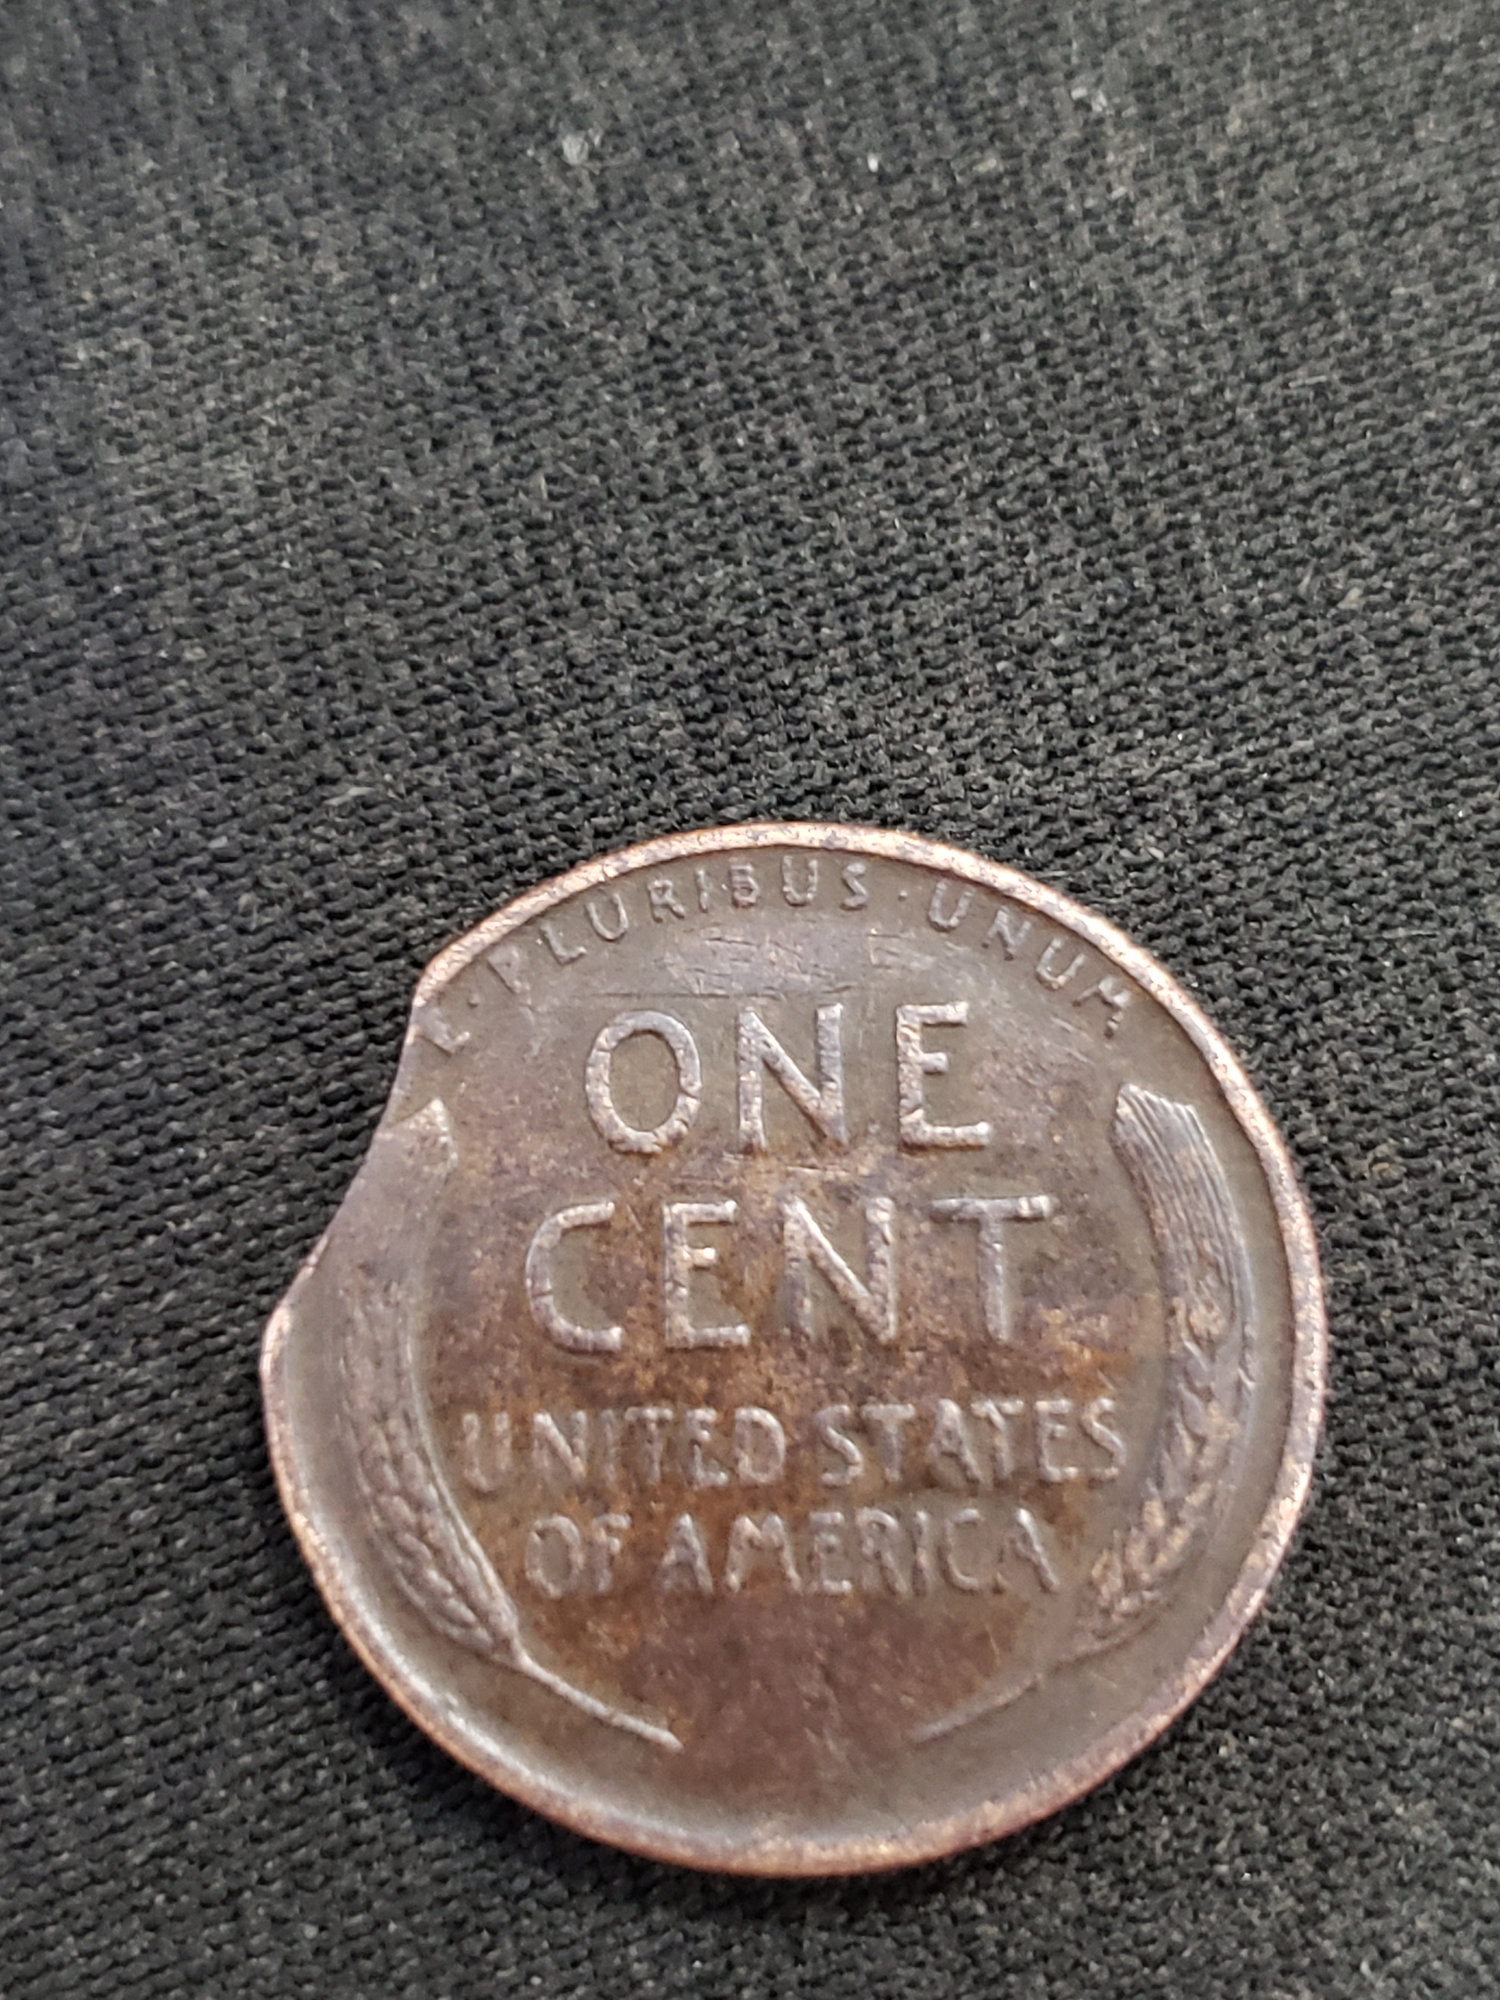 E·PLURIBUS·UNUM
ONE
CENT
UNITED STATES
OF AMERICA